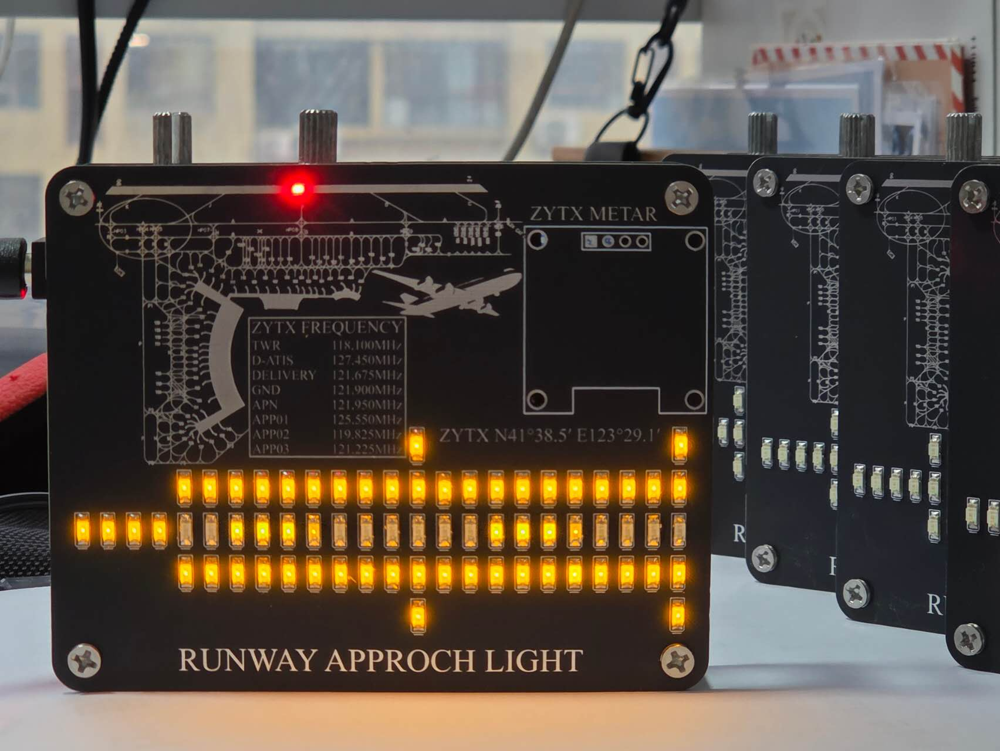 ZYTX METAR
ZYTX FREQUENCY
TWR 118.100MHz
D-ATIS 127.450MHz
DELIVERY 121.675MHz
GND 121.900MHz
APN 121.950MHz
APP01 125.550MHz
APP02 119.825MHz
APP03 121.225MHz
ZYTX N41°38.5′ E123°29.1′
RUNWAY APPROCH LIGHT
R
R